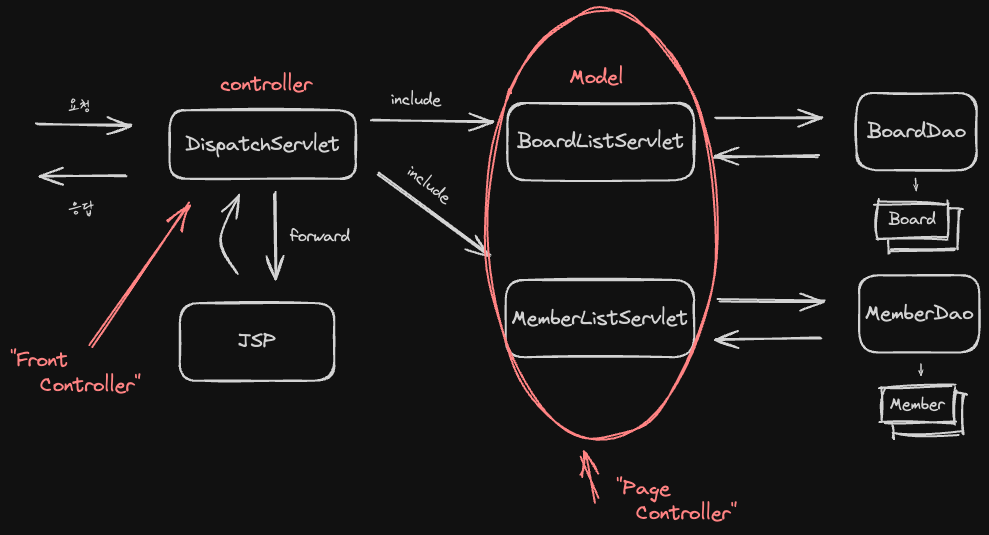 controller
Model
요청
include
DispatchServlet
BoardListServlet
BoardDao
include
응답
Board
forward
MemberListServlet
MemberDao
JSP
"Front
Controller"
Member
"Page
Controller"